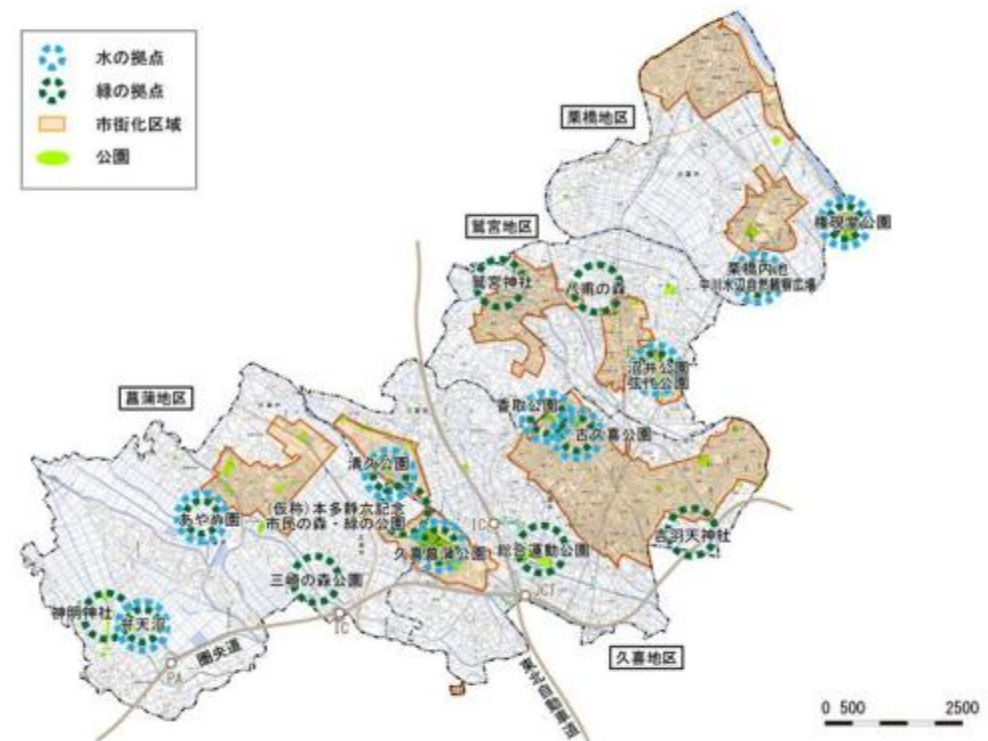 水の拠点
緑の拠点
市街化区域
公園
栗橋地区
権現堂公園
鷲宮地区
栗橋内池
中川水辺自然観察広場
鷲宮神社
八甫の森
沼井公園
弦代公園
菖蒲地区
香取公園
古久喜公園
清久公園
(仮称)本多静六記念
市民の森・緑の公園
あやめ園
IC
久喜菖蒲公園
総合運動公園
吉羽天神社
三崎の森公園
JCT
神明神社
弁天沼
IC
圏央道
PA
久喜地区
東北自動車道
0 500 2500